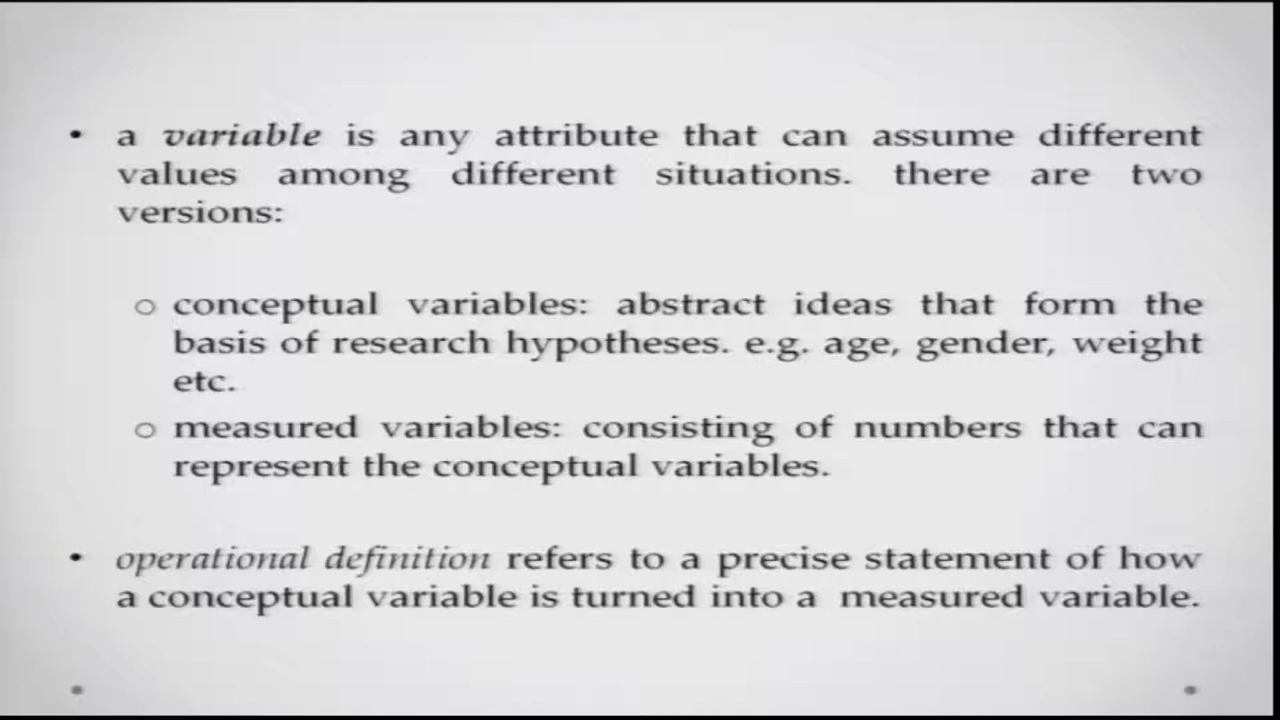 • a variable is any attribute that can assume different
values among different situations. there are two
versions:
o conceptual variables: abstract ideas that form the
basis of research hypotheses. e.g. age, gender, weight
etc.
o measured variables: consisting of numbers that can
represent the conceptual variables.
• operational definition refers to a precise statement of how
a conceptual variable is turned into a measured variable.